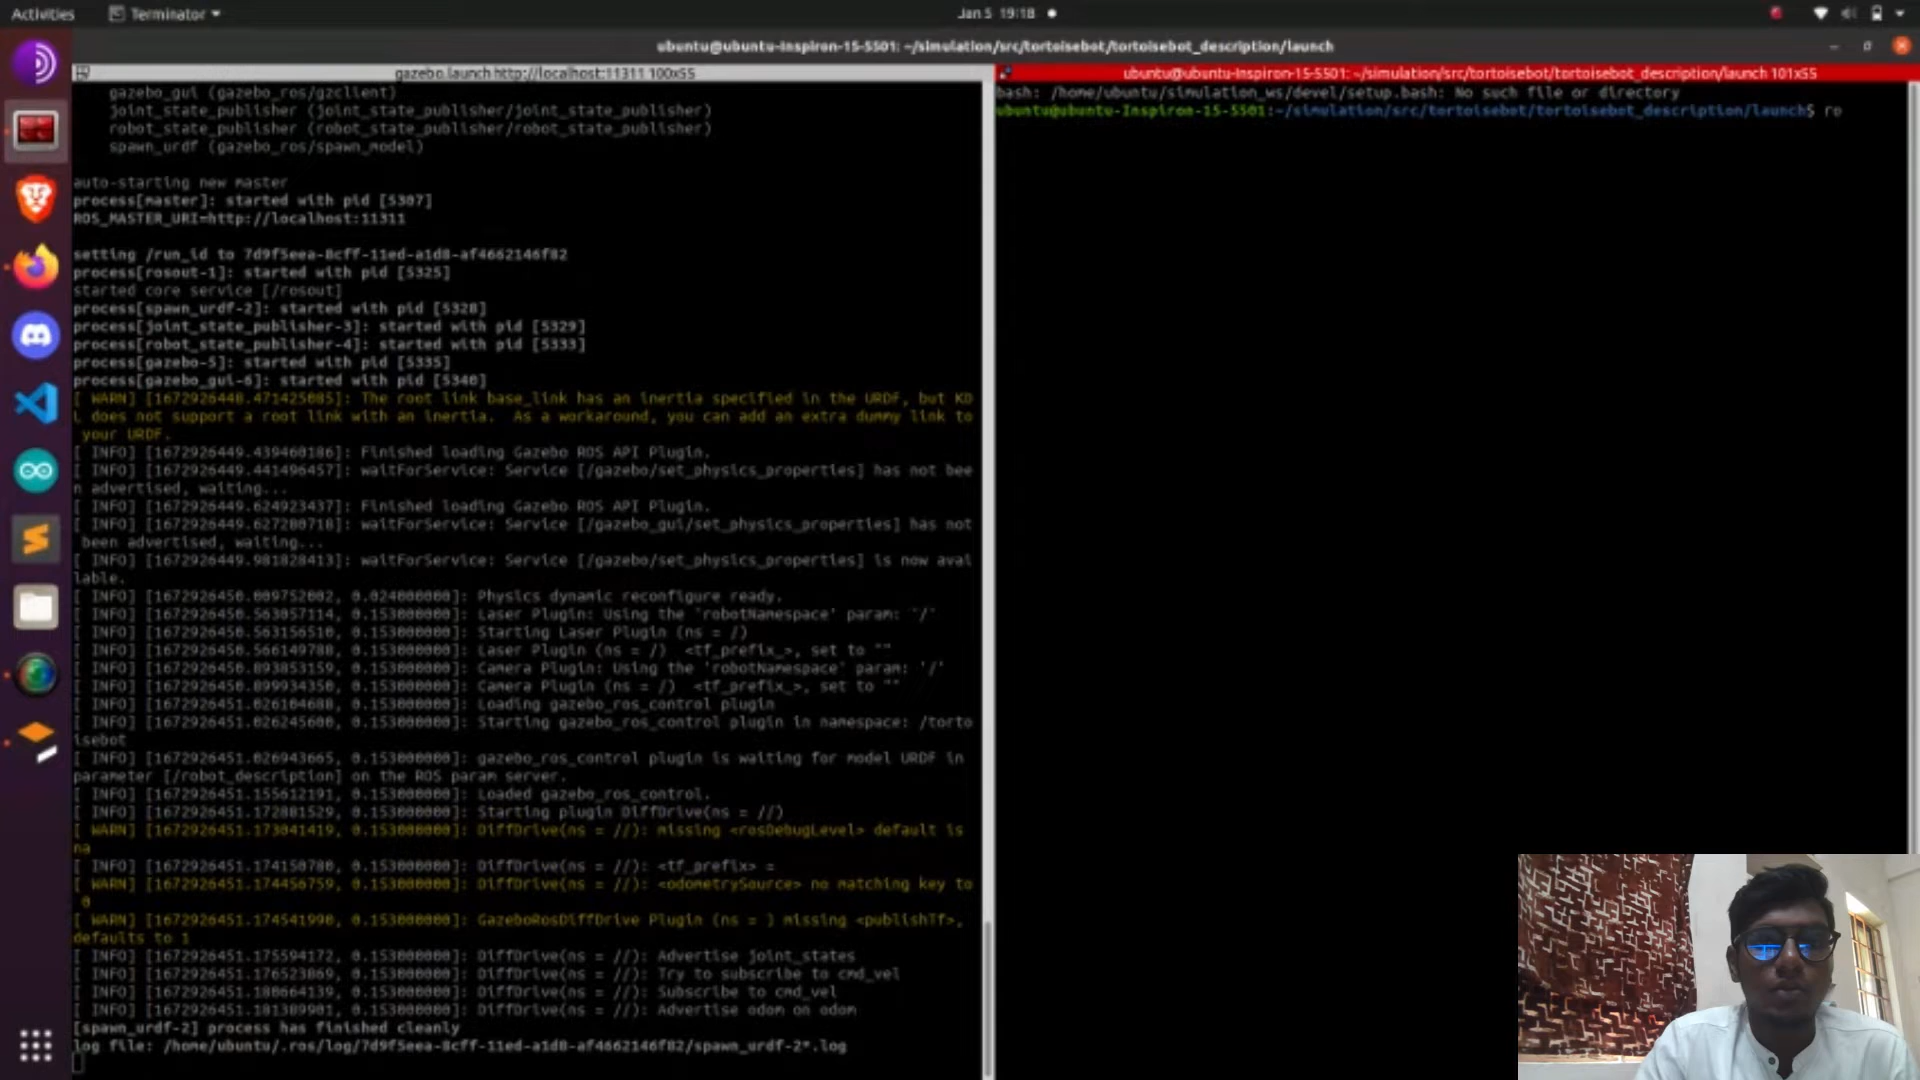 Activities
Terminator
Jan 5 19:18
ubuntu@ubuntu-Inspiron-15-5501: ~/simulation/src/tortoisebot/tortoisebot_description/launch
gazebo.launch http://localhost:11311 100x55
gazebo_gui (gazebo_ros/gzclient)
joint_state_publisher (joint_state_publisher/joint_state_publisher)
robot_state_publisher (robot_state_publisher/robot_state_publisher)
spawn_urdf (gazebo_ros/spawn_model)
auto-starting new master
process[master]: started with pid [5307]
ROS_MASTER_URI=http://localhost:11311
setting /run_id to 7d9f5eea-8cff-11ed-a1d8-af4662146f82
process[rosout-1]: started with pid [5325]
started core service [/rosout]
process[spawn_urdf-2]: started with pid [5328]
process[joint_state_publisher-3]: started with pid [5329]
process[robot_state_publisher-4]: started with pid [5333]
process[gazebo-5]: started with pid [5335]
process[gazebo_gui-6]: started with pid [5340]
[ WARN] [1672926448.471425085]: The root link base_link has an inertia specified in the URDF, but KD
L does not support a root link with an inertia.  As a workaround, you can add an extra dummy link to
your URDF.
[ INFO] [1672926449.439460186]: Finished loading Gazebo ROS API Plugin.
[ INFO] [1672926449.441496457]: waitForService: Service [/gazebo/set_physics_properties] has not bee
n advertised, waiting...
[ INFO] [1672926449.624923437]: Finished loading Gazebo ROS API Plugin.
[ INFO] [1672926449.627280718]: waitForService: Service [/gazebo_gui/set_physics_properties] has not
been advertised, waiting...
[ INFO] [1672926449.981828413]: waitForService: Service [/gazebo/set_physics_properties] is now avai
lable.
[ INFO] [1672926450.009752002, 0.024000000]: Physics dynamic reconfigure ready.
[ INFO] [1672926450.563057114, 0.153000000]: Laser Plugin: Using the 'robotNamespace' param: '/'
[ INFO] [1672926450.563156510, 0.153000000]: Starting Laser Plugin (ns = /)
[ INFO] [1672926450.566149788, 0.153000000]: Laser Plugin (ns = /)  <tf_prefix_>, set to ""
[ INFO] [1672926450.893853159, 0.153000000]: Camera Plugin: Using the 'robotNamespace' param: '/'
[ INFO] [1672926450.899934350, 0.153000000]: Camera Plugin (ns = /)  <tf_prefix_>, set to ""
[ INFO] [1672926451.026104688, 0.153000000]: Loading gazebo_ros_control plugin
[ INFO] [1672926451.026245600, 0.153000000]: Starting gazebo_ros_control plugin in namespace: /torto
isebot
[ INFO] [1672926451.026943665, 0.153000000]: gazebo_ros_control plugin is waiting for model URDF in
parameter [/robot_description] on the ROS param server.
[ INFO] [1672926451.155612191, 0.153000000]: Loaded gazebo_ros_control.
[ INFO] [1672926451.172881529, 0.153000000]: Starting plugin DiffDrive(ns = //)
[ WARN] [1672926451.173041419, 0.153000000]: DiffDrive(ns = //): missing <rosDebugLevel> default is
na
[ INFO] [1672926451.174150780, 0.153000000]: DiffDrive(ns = //): <tf_prefix> =
[ WARN] [1672926451.174456759, 0.153000000]: DiffDrive(ns = //): <odometrySource> no matching key to
0
[ WARN] [1672926451.174541990, 0.153000000]: GazeboRosDiffDrive Plugin (ns = ) missing <publishTf>,
defaults to 1
[ INFO] [1672926451.175594172, 0.153000000]: DiffDrive(ns = //): Advertise joint_states
[ INFO] [1672926451.176523869, 0.153000000]: DiffDrive(ns = //): Try to subscribe to cmd_vel
[ INFO] [1672926451.180664139, 0.153000000]: DiffDrive(ns = //): Subscribe to cmd_vel
[ INFO] [1672926451.181389901, 0.153000000]: DiffDrive(ns = //): Advertise odom on odom
[spawn_urdf-2] process has finished cleanly
log file: /home/ubuntu/.ros/log/7d9f5eea-8cff-11ed-a1d8-af4662146f82/spawn_urdf-2*.log
ubuntu@ubuntu-Inspiron-15-5501: ~/simulation/src/tortoisebot/tortoisebot_description/launch 101x55
bash: /home/ubuntu/simulation_ws/devel/setup.bash: No such file or directory
ubuntu@ubuntu-Inspiron-15-5501:~/simulation/src/tortoisebot/tortoisebot_description/launch$ ro